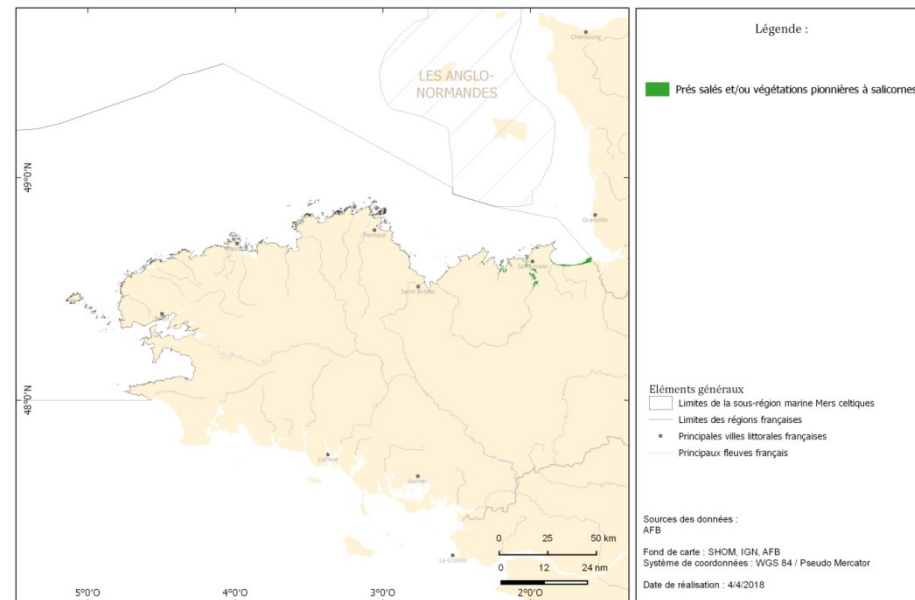 Cherbourg
LES ANGLO-
NORMANDES
49°0'N
Granville
Paimpol
Saint-Malo
Saint-Brieuc
48°0'N
Lorient
Vannes
Le Croisic
0 25 50 km
0 12 24 nm
5°0'O 4°0'O 3°0'O 2°0'O
Légende :
Prés salés et/ou végétations pionnières à salicornes
Eléments généraux
Limites de la sous-région marine Mers celtiques
Limites des régions françaises
Principales villes littorales françaises
Principaux fleuves français
Sources des données :
AFB
Fond de carte : SHOM, IGN, AFB
Système de coordonnées : WGS 84 / Pseudo Mercator
Date de réalisation : 4/4/2018